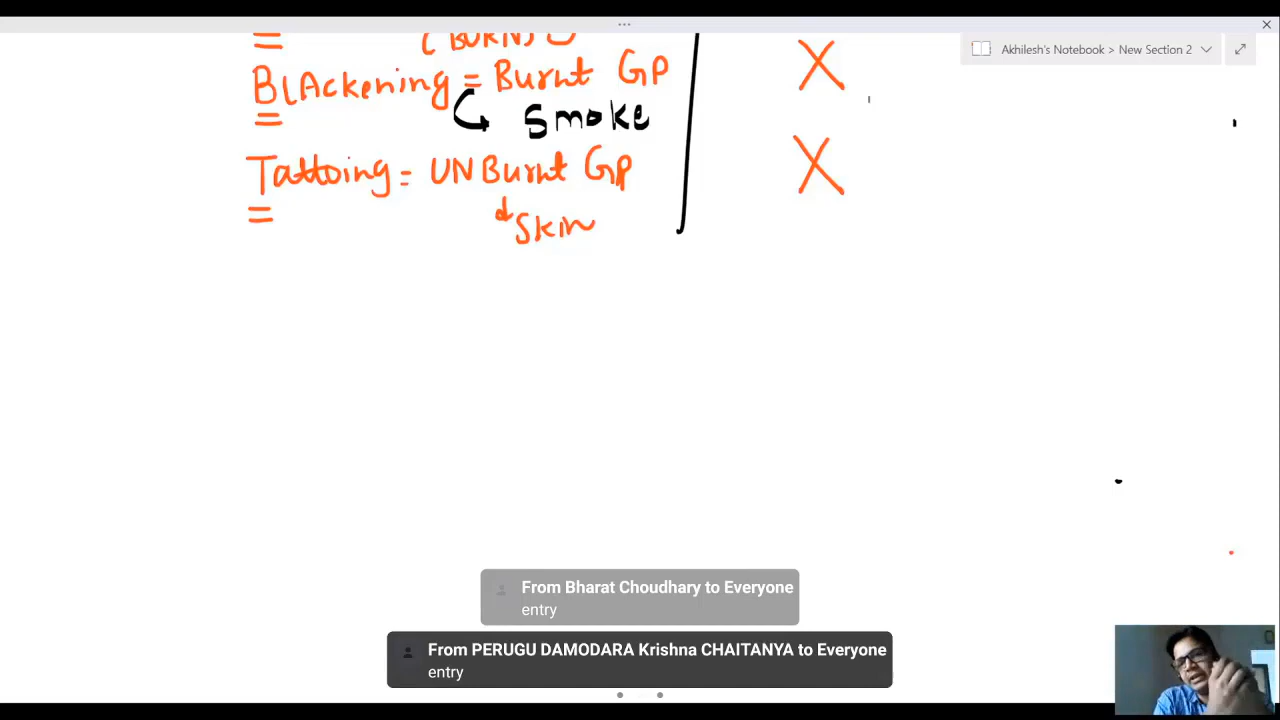 Akhilesh's Notebook > New Section 2
(BURNS)
BLAckening = Burnt GP X
↳ Smoke
Tattoing = UNBurnt GP X
Skin
From Bharat Choudhary to Everyone
entry
From PERUGU DAMODARA Krishna CHAITANYA to Everyone
entry